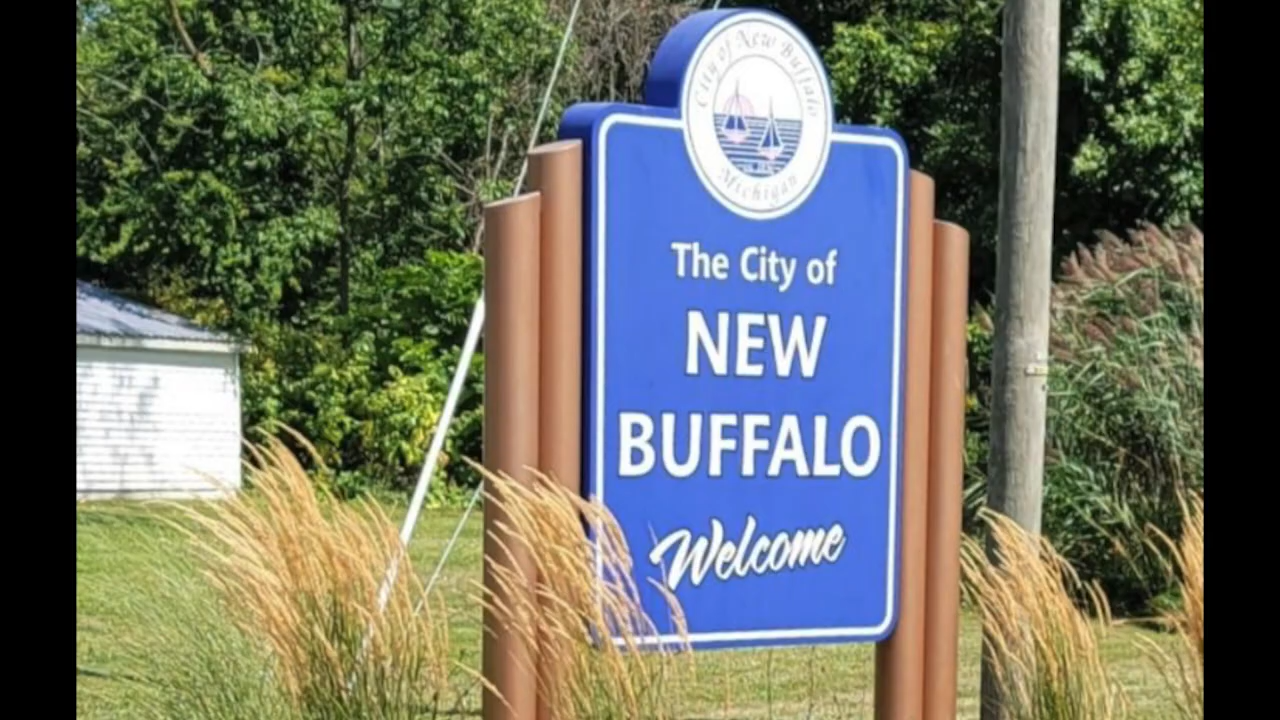 City of New Buffalo
Michigan
The City of
NEW
BUFFALO
Welcome